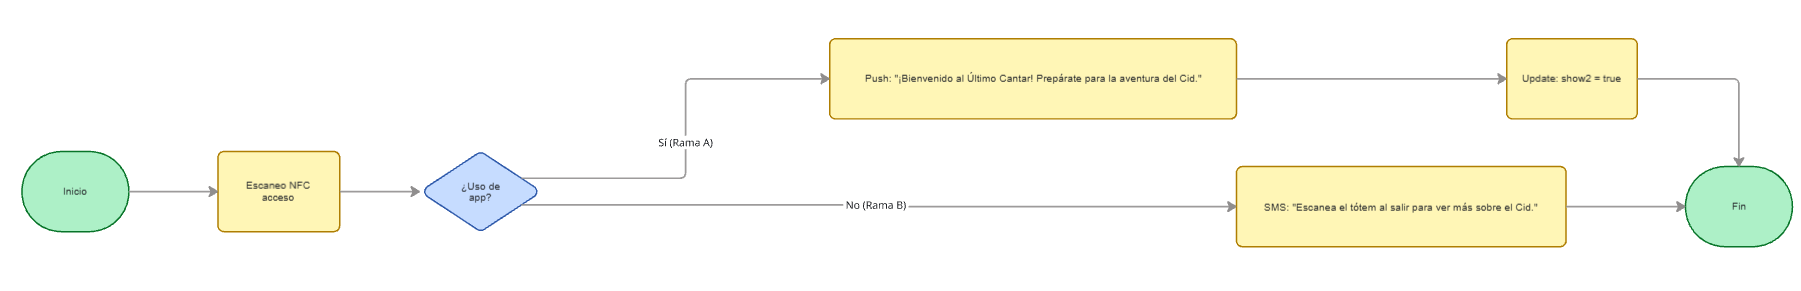 Inicio
Escaneo NFC
acceso
¿Uso de
app?
Sí (Rama A)
Push: "¡Bienvenido al Último Cantar! Prepárate para la aventura del Cid."
Update: show2 = true
No (Rama B)
SMS: "Escanea el tótem al salir para ver más sobre el Cid."
Fin